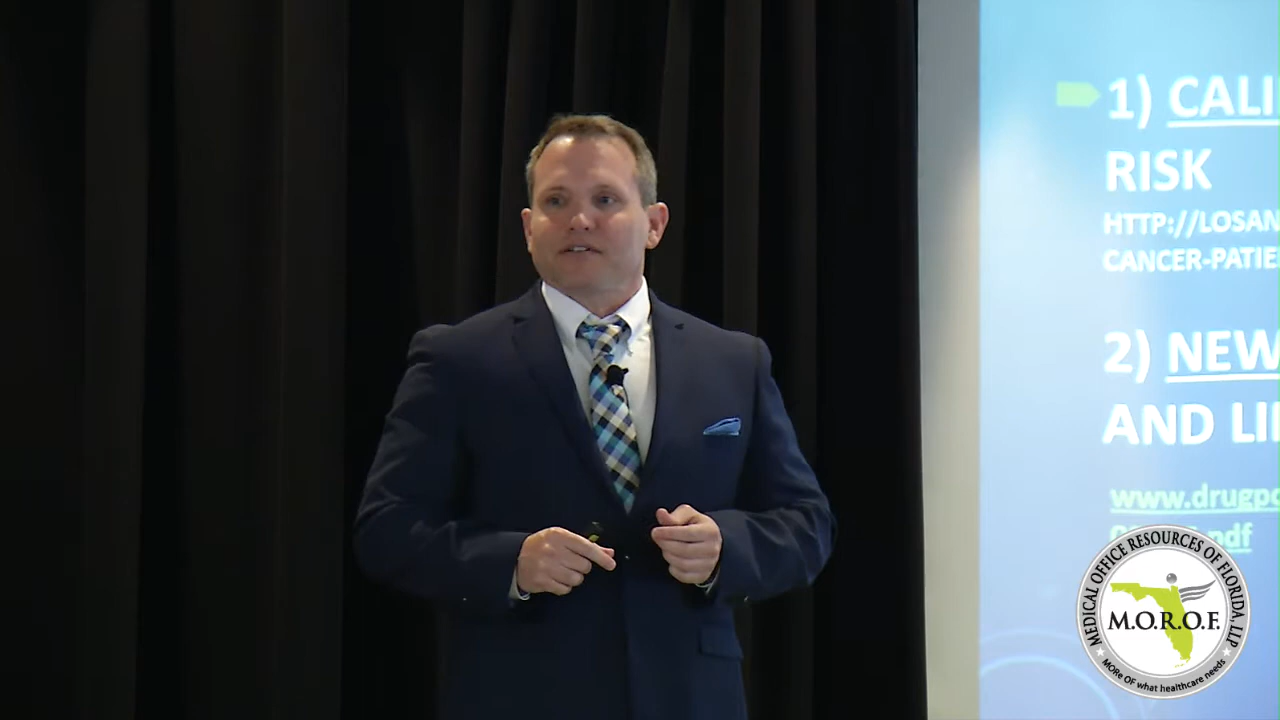 1) CALI
RISK
HTTP://LOSAN
CANCER-PATIE
2) NEW
AND LI
www.drugpo
pdf
MEDICAL OFFICE RESOURCES OF FLORIDA, LLP
M.O.R.O.F.
MORe OF what healthcare needs